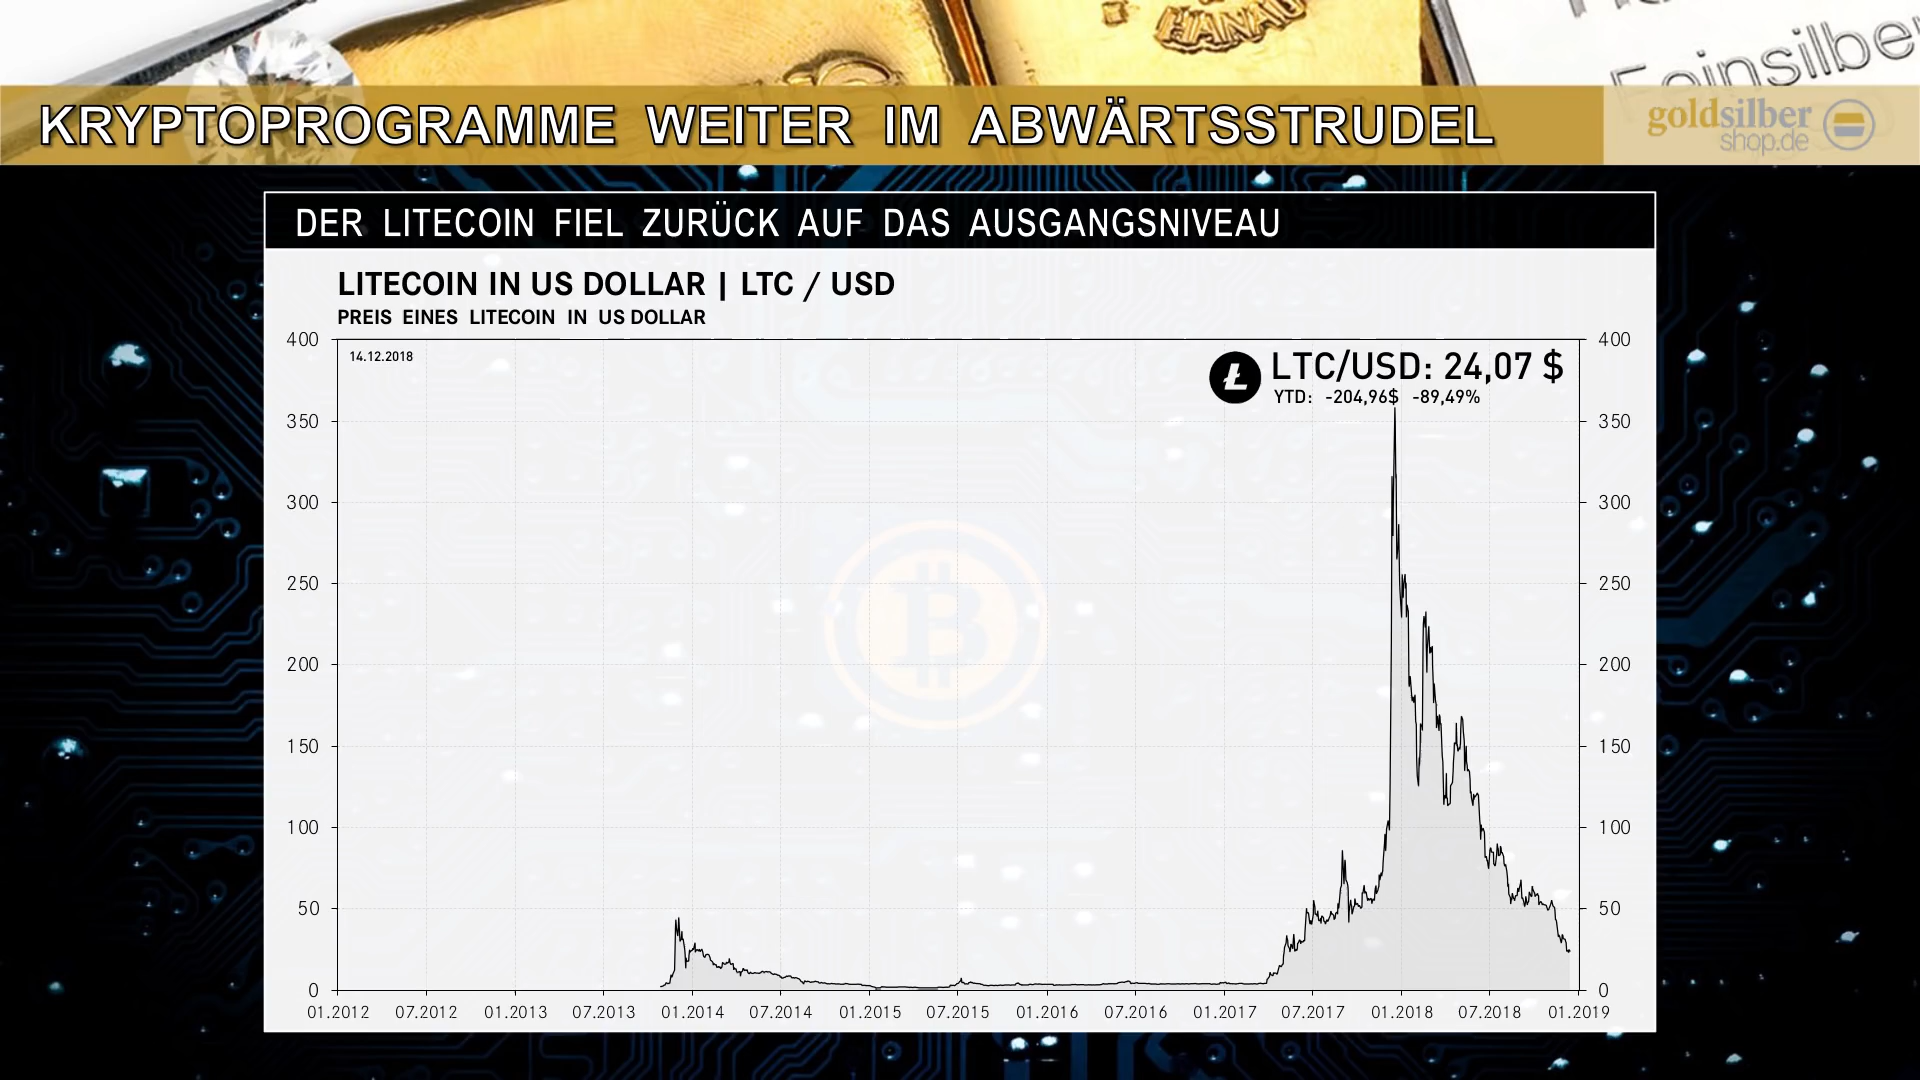 HANAU
Feinsilbe
KRYPTOPROGRAMME WEITER IM ABWÄRTSSTRUDEL
goldsilber
shop.de
DER LITECOIN FIEL ZURÜCK AUF DAS AUSGANGSNIVEAU
LITECOIN IN US DOLLAR | LTC / USD
PREIS EINES LITECOIN IN US DOLLAR
14.12.2018
LTC/USD: 24,07 $
YTD: -204,96$ -89,49%
400 400
350 350
300 300
250 250
200 200
150 150
100 100
50 50
0 0
01.2012 07.2012 01.2013 07.2013 01.2014 07.2014 01.2015 07.2015 01.2016 07.2016 01.2017 07.2017 01.2018 07.2018 01.2019